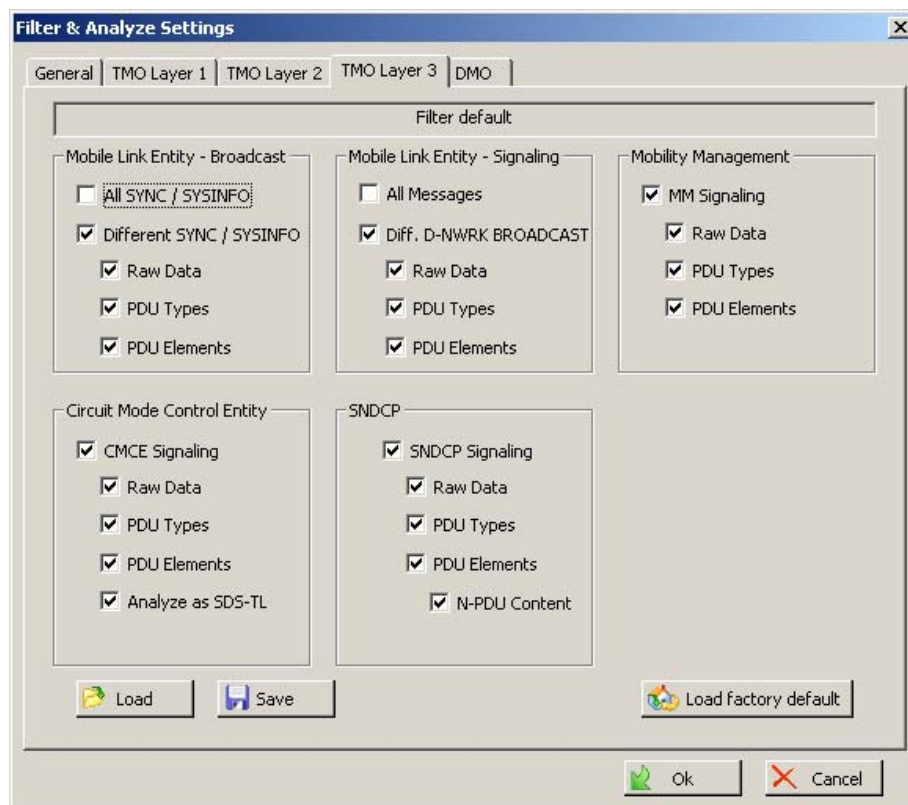 Filter & Analyze Settings
General
TMO Layer 1
TMO Layer 2
TMO Layer 3
DMO
Filter default
Mobile Link Entity - Broadcast
All SYNC / SYSINFO
Different SYNC / SYSINFO
Raw Data
PDU Types
PDU Elements
Mobile Link Entity - Signaling
All Messages
Diff. D-NWRK BROADCAST
Raw Data
PDU Types
PDU Elements
Mobility Management
MM Signaling
Raw Data
PDU Types
PDU Elements
Circuit Mode Control Entity
CMCE Signaling
Raw Data
PDU Types
PDU Elements
Analyze as SDS-TL
SNDCP
SNDCP Signaling
Raw Data
PDU Types
PDU Elements
N-PDU Content
Load
Save
Load factory default
Ok
Cancel